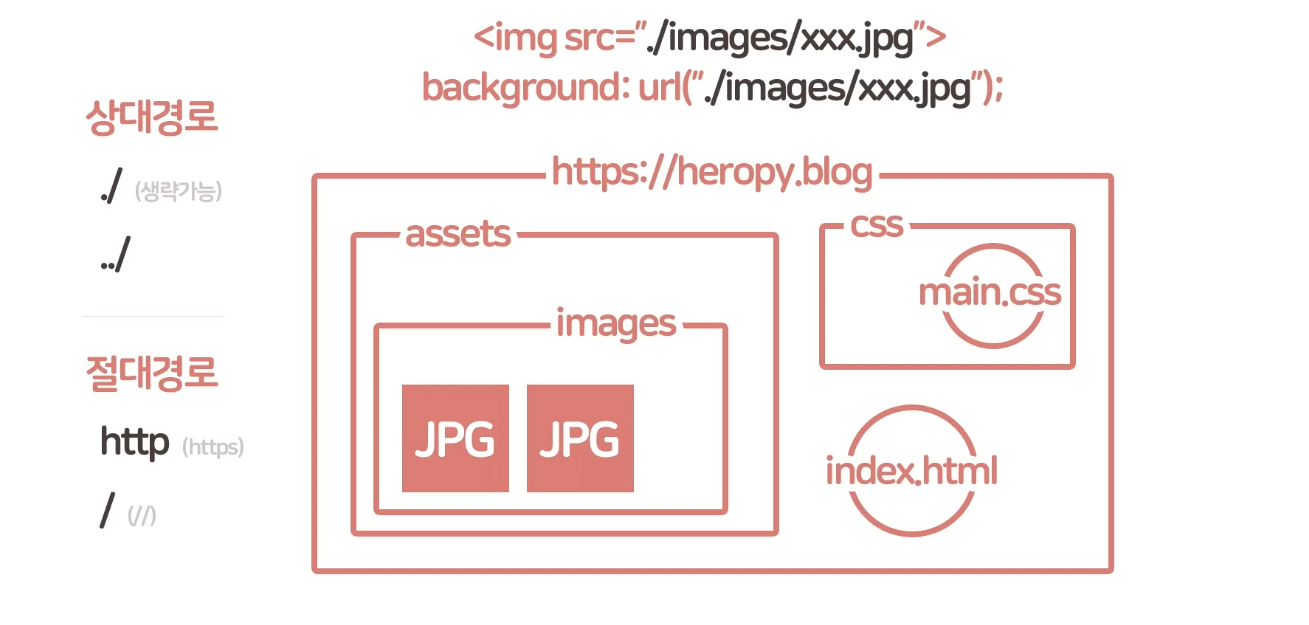 <img src="./images/xxx.jpg">
background: url("./images/xxx.jpg");
상대경로
./ (생략가능)
../
절대경로
http (https)
/ (//)
https://heropy.blog
assets
images
JPG JPG
css
main.css
index.html